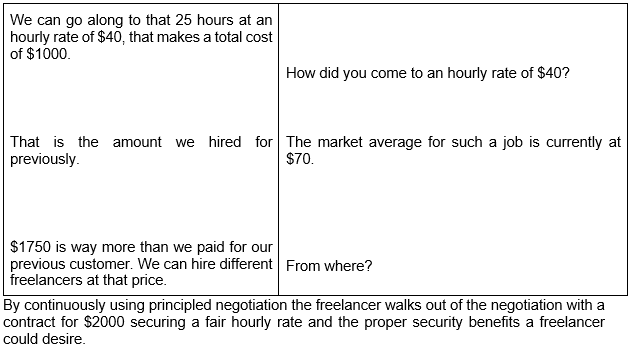 We can go along to that 25 hours at an
hourly rate of $40, that makes a total cost
of $1000.
How did you come to an hourly rate of $40?
That is the amount we hired for
previously.
The market average for such a job is currently at
$70.
$1750 is way more than we paid for our
previous customer. We can hire different
freelancers at that price.
From where?
By continuously using principled negotiation the freelancer walks out of the negotiation with a
contract for $2000 securing a fair hourly rate and the proper security benefits a freelancer
could desire.